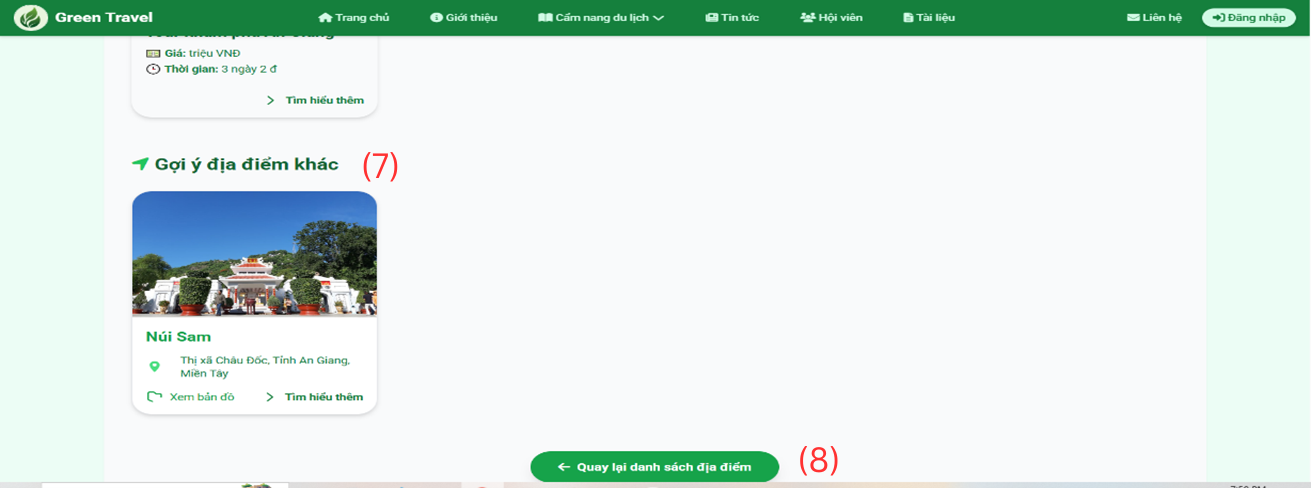 Green Travel
Trang chủ
Giới thiệu
Cẩm nang du lịch
Tin tức
Hội viên
Tài liệu
Liên hệ
Đăng nhập
Giá: triệu VNĐ
Thời gian: 3 ngày 2 đ
Tìm hiểu thêm
Gợi ý địa điểm khác (7)
Núi Sam
Thị xã Châu Đốc, Tỉnh An Giang,
Miền Tây
Xem bản đồ
Tìm hiểu thêm
Quay lại danh sách địa điểm (8)